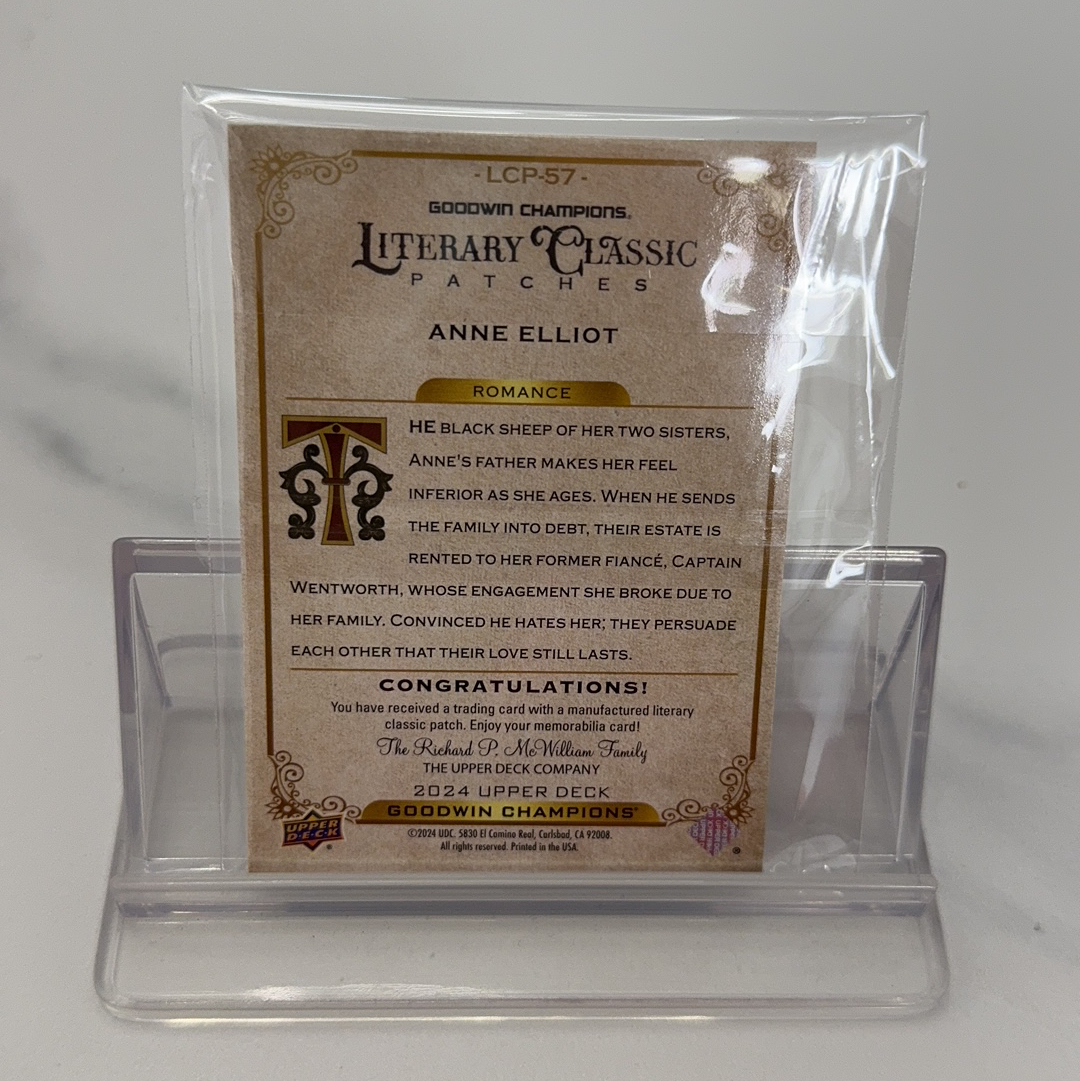 - LCP-57 -
GOODWIN CHAMPIONS®
LITERARY CLASSIC
PATCHES
ANNE ELLIOT
ROMANCE
THE BLACK SHEEP OF HER TWO SISTERS,
ANNE'S FATHER MAKES HER FEEL
INFERIOR AS SHE AGES. WHEN HE SENDS
THE FAMILY INTO DEBT, THEIR ESTATE IS
RENTED TO HER FORMER FIANCÉ, CAPTAIN
WENTWORTH, WHOSE ENGAGEMENT SHE BROKE DUE TO
HER FAMILY. CONVINCED HE HATES HER; THEY PERSUADE
EACH OTHER THAT THEIR LOVE STILL LASTS.
CONGRATULATIONS!
You have received a trading card with a manufactured literary
classic patch. Enjoy your memorabilia card!
The Richard P. McWilliam Family
THE UPPER DECK COMPANY
2024 UPPER DECK
GOODWIN CHAMPIONS®
UPPER
D·E·C·K ®
©2024 UDC. 5830 El Camino Real, Carlsbad, CA 92008.
All rights reserved. Printed in the USA.